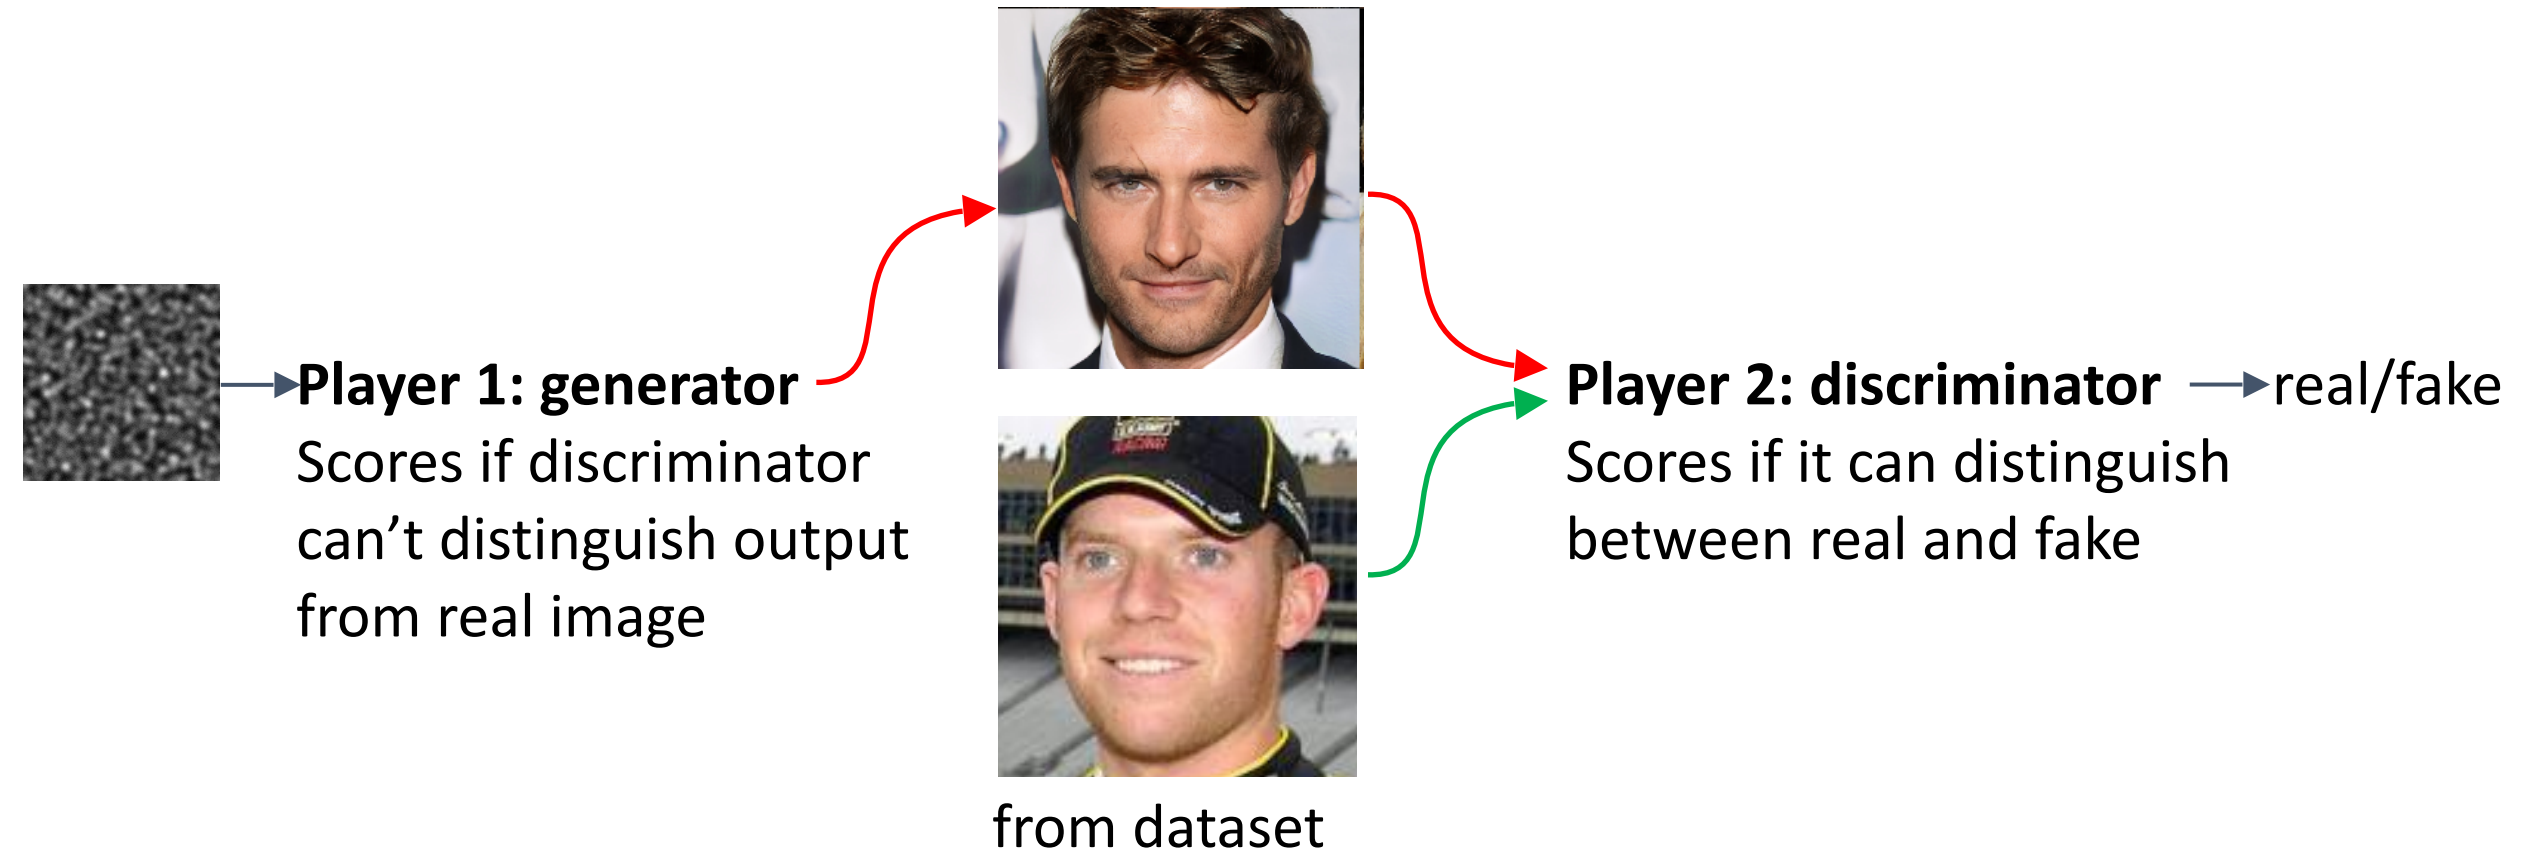 Player 1: generator
Scores if discriminator
can’t distinguish output
from real image
RACING
from dataset
Player 2: discriminator
Scores if it can distinguish
between real and fake
real/fake